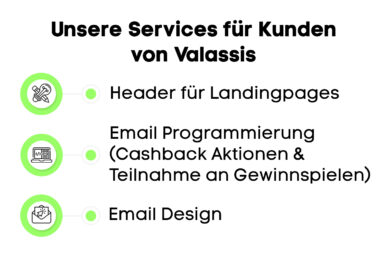 Unsere Services für Kunden
von Valassis
Header für Landingpages
Email Programmierung
(Cashback Aktionen &
Teilnahme an Gewinnspielen)
Email Design